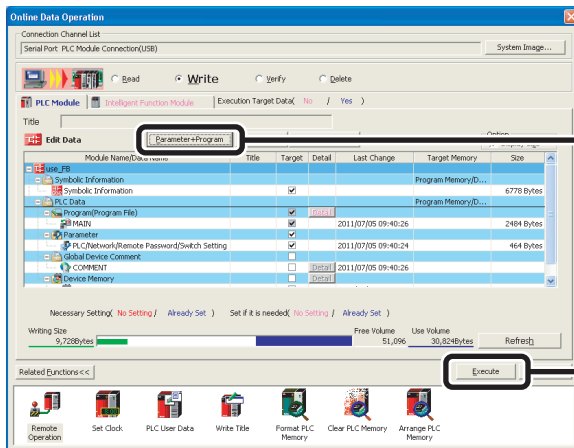 Online Data Operation
Connection Channel List
Serial Port PLC Module Connection(USB)
System Image...
Read
Write
Verify
Delete
PLC Module
Intelligent Function Module
Execution Target Data( No / Yes )
Title
Edit Data
Parameter+Program
Option
Module Name/Data Name Title Target Detail Last Change Target Memory Size
use_FB
Symbolic Information Program Memory/D...
Symbolic Information 6778 Bytes
PLC Data Program Memory/D...
Program(Program File) Detail
MAIN 2011/07/05 09:40:26 2484 Bytes
Parameter
PLC/Network/Remote Password/Switch Setting 2011/07/05 09:40:24 464 Bytes
Global Device Comment
COMMENT Detail 2011/07/05 09:40:26
Device Memory Detail
Necessary Setting( No Setting / Already Set ) Set if it is needed( No Setting / Already Set )
Writing Size Free Volume Use Volume
9,728Bytes 51,096 30,824Bytes Refresh
Related Functions<<
Execute
Remote Operation
Set Clock
PLC User Data
Write Title
Format PLC Memory
Clear PLC Memory
Arrange PLC Memory